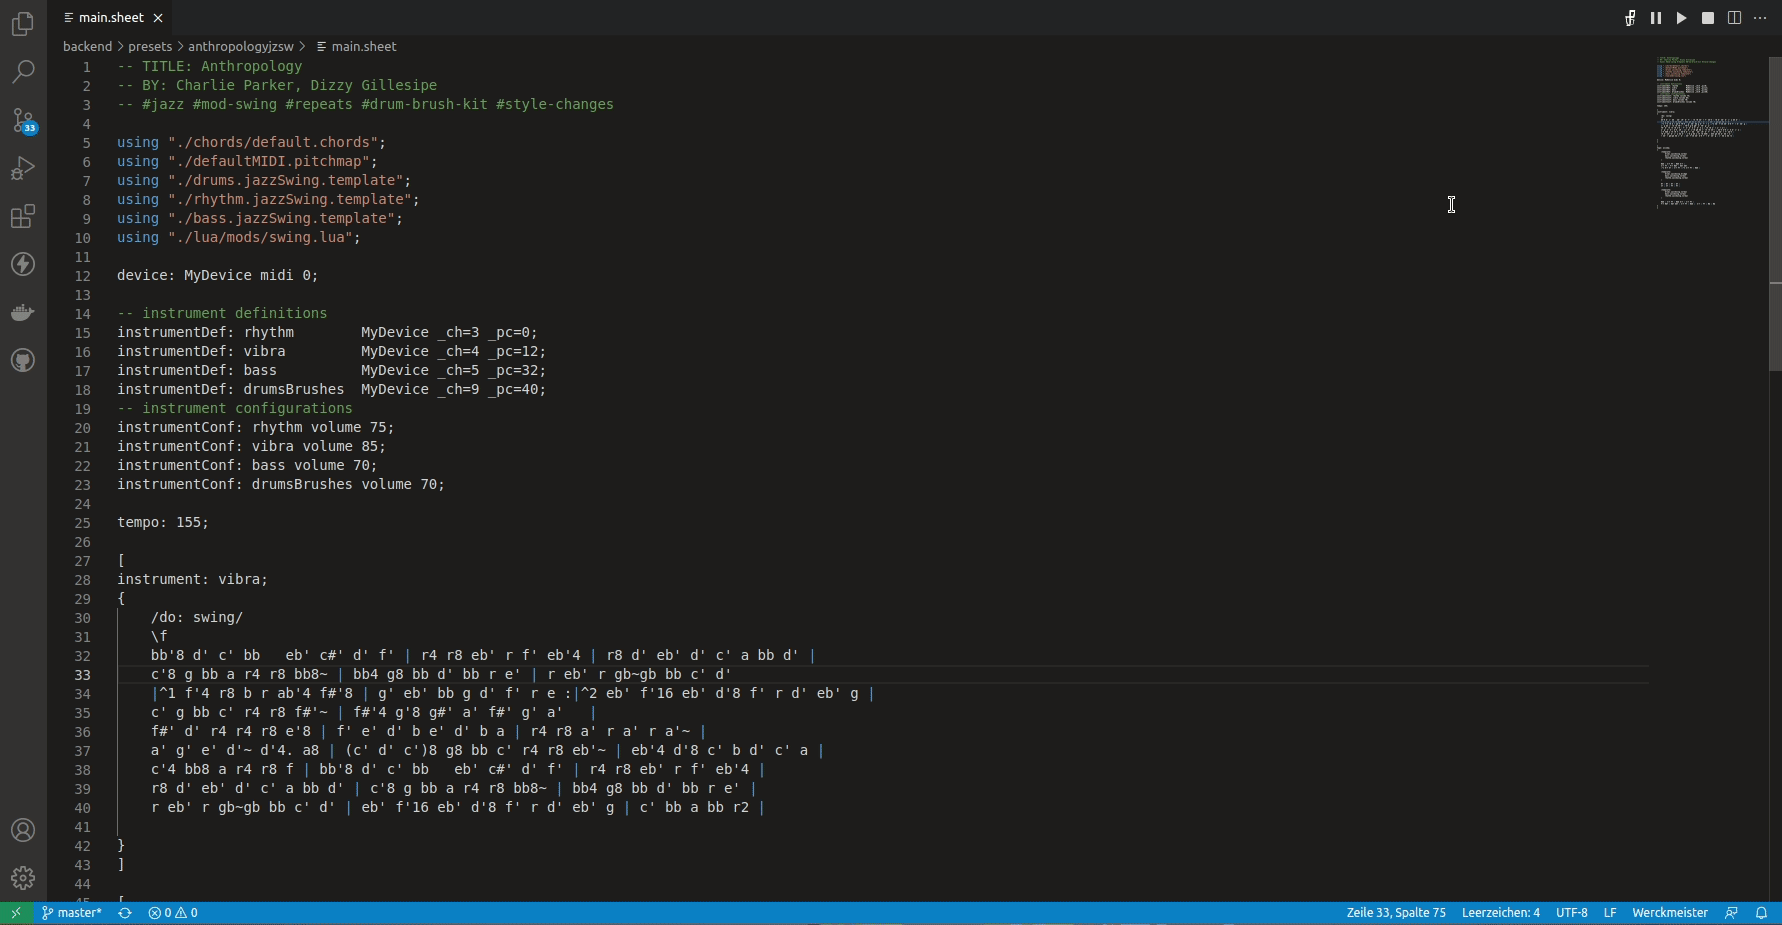 main.sheet
backend > presets > anthropologyjzsw > main.sheet
1 -- TITLE: Anthropology
2 -- BY: Charlie Parker, Dizzy Gillesipe
3 -- #jazz #mod-swing #repeats #drum-brush-kit #style-changes
4
5 using "./chords/default.chords";
6 using "./defaultMIDI.pitchmap";
7 using "./drums.jazzSwing.template";
8 using "./rhythm.jazzSwing.template";
9 using "./bass.jazzSwing.template";
10 using "./lua/mods/swing.lua";
11
12 device: MyDevice midi 0;
13
14 -- instrument definitions
15 instrumentDef: rhythm        MyDevice _ch=3 _pc=0;
16 instrumentDef: vibra         MyDevice _ch=4 _pc=12;
17 instrumentDef: bass          MyDevice _ch=5 _pc=32;
18 instrumentDef: drumsBrushes  MyDevice _ch=9 _pc=40;
19 -- instrument configurations
20 instrumentConf: rhythm volume 75;
21 instrumentConf: vibra volume 85;
22 instrumentConf: bass volume 70;
23 instrumentConf: drumsBrushes volume 70;
24
25 tempo: 155;
26
27 [
28 instrument: vibra;
29 {
30     /do: swing/
31     \f
32     bb'8 d' c' bb   eb' c#' d' f' | r4 r8 eb' r f' eb'4 | r8 d' eb' d' c' a bb d' |
33     c'8 g bb a r4 r8 bb8~ | bb4 g8 bb d' bb r e' | r eb' r gb~gb bb c' d'
34     |^1 f'4 r8 b r ab'4 f#'8 | g' eb' bb g d' f' r e :|^2 eb' f'16 eb' d'8 f' r d' eb' g |
35     c' g bb c' r4 r8 f#'~ | f#'4 g'8 g#' a' f#' g' a'   |
36     f#' d' r4 r4 r8 e'8 | f' e' d' b e' d' b a | r4 r8 a' r a' r a'~ |
37     a' g' e' d'~ d'4. a8 | (c' d' c')8 g8 bb c' r4 r8 eb'~ | eb'4 d'8 c' b d' c' a |
38     c'4 bb8 a r4 r8 f | bb'8 d' c' bb   eb' c#' d' f' | r4 r8 eb' r f' eb'4 |
39     r8 d' eb' d' c' a bb d' | c'8 g bb a r4 r8 bb8~ | bb4 g8 bb d' bb r e' |
40     r eb' r gb~gb bb c' d' | eb' f'16 eb' d'8 f' r d' eb' g | c' bb a bb r2 |
41
42 }
43 ]
44
45 [
33
master* 0 0 Zeile 33, Spalte 75 Leerzeichen: 4 UTF-8 LF Werckmeister